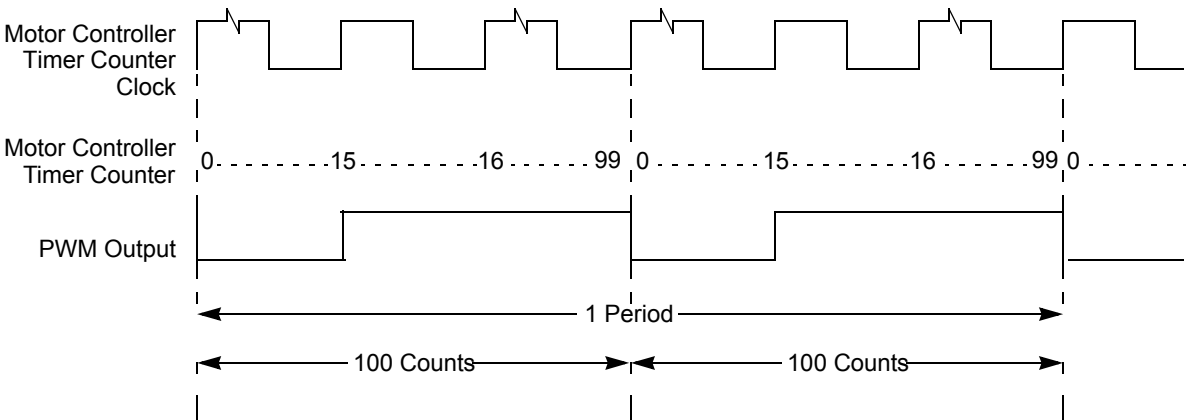 Motor Controller
Timer Counter
Clock
Motor Controller
Timer Counter
0 15 16 99 0 15 16 99 0
PWM Output
1 Period
100 Counts 100 Counts